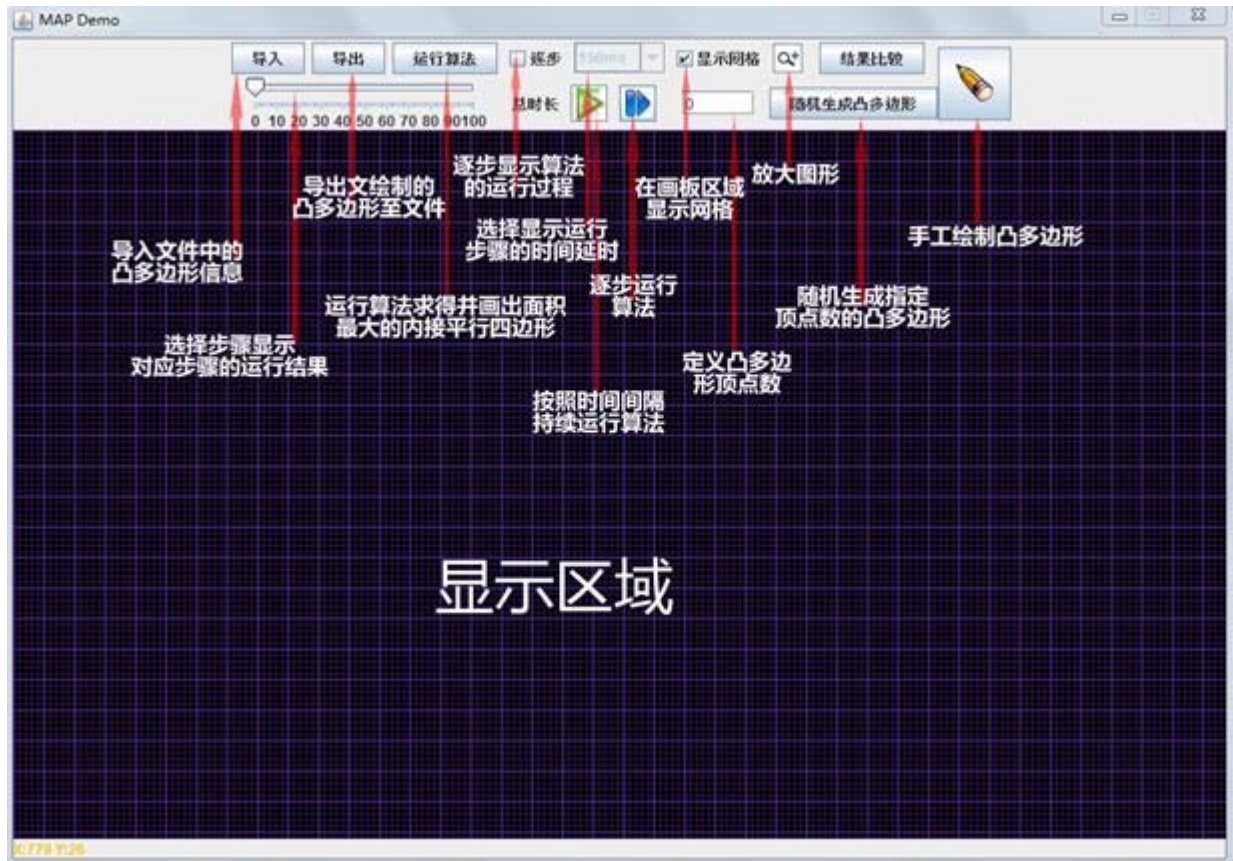 MAP Demo
导入
导出
运行算法
逐步
150ms
显示网格
结果比较
总时长
0
随机生成凸多边形
0 10 20 30 40 50 60 70 80 90100
逐步显示算法
的运行过程
放大图形
导出文绘制的
凸多边形至文件
在画板区域
显示网格
选择显示运行
步骤的时间延时
手工绘制凸多边形
导入文件中的
凸多边形信息
逐步运行
算法
运行算法求得并画出面积
最大的内接平行四边形
随机生成指定
顶点数的凸多边形
选择步骤显示
对应步骤的运行结果
定义凸多边
形顶点数
按照时间间隔
持续运行算法
显示区域
X:779 Y:26